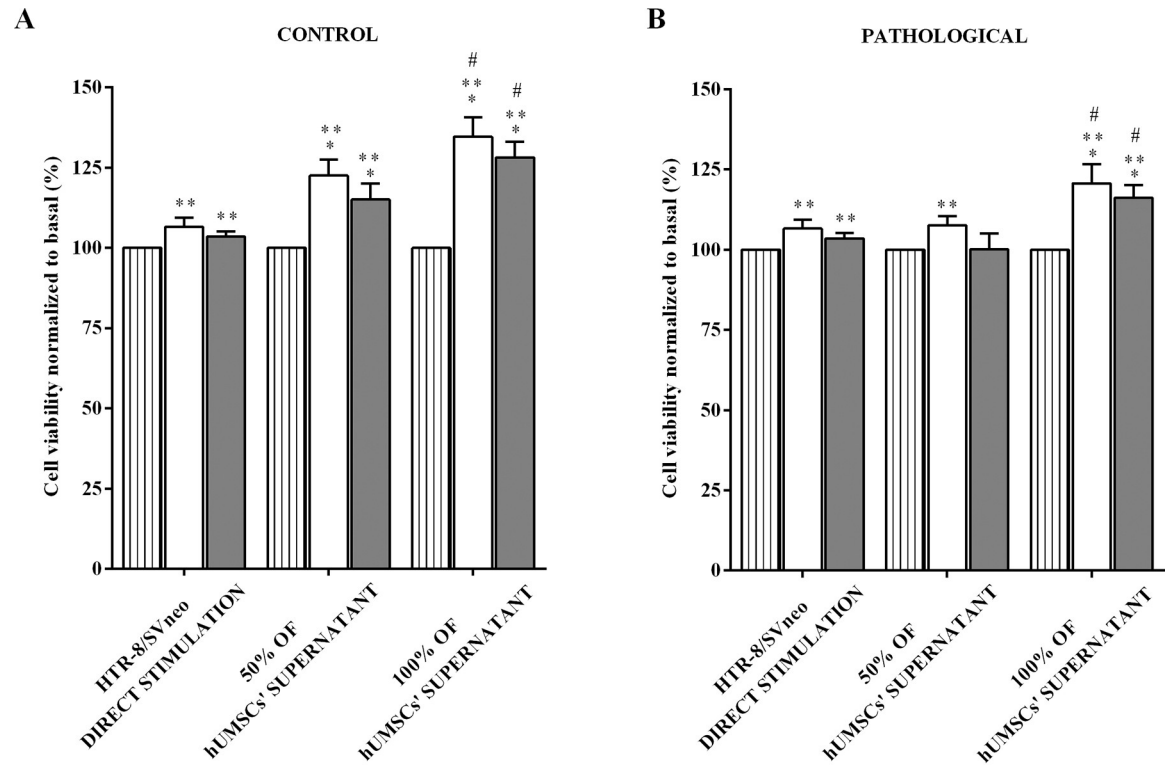 A
CONTROL
Cell viability normalized to basal (%)
150
125
100
75
50
25
0
** **
** *
** *
# ** *
# ** *
HTR-8/SVneo
DIRECT STIMULATION
50% OF
hUMSCs' SUPERNATANT
100% OF
hUMSCs' SUPERNATANT
B
PATHOLOGICAL
Cell viability normalized to basal (%)
150
125
100
75
50
25
0
** **
**
# ** *
# ** *
HTR-8/SVneo
DIRECT STIMULATION
50% OF
hUMSCs' SUPERNATANT
100% OF
hUMSCs' SUPERNATANT